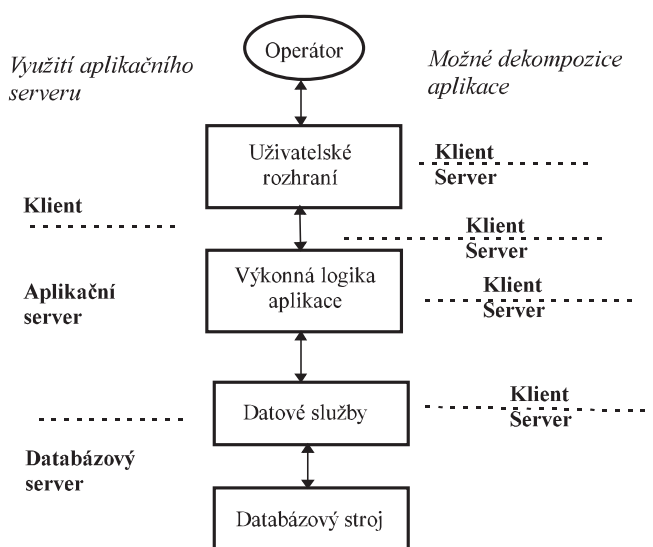 Operátor
Využití aplikačního
serveru
Možné dekompozice
aplikace
Uživatelské
rozhraní
Klient
Server
Klient
Klient
Server
Výkonná logika
aplikace
Aplikační
server
Klient
Server
Datové služby
Klient
Server
Databázový
server
Databázový stroj